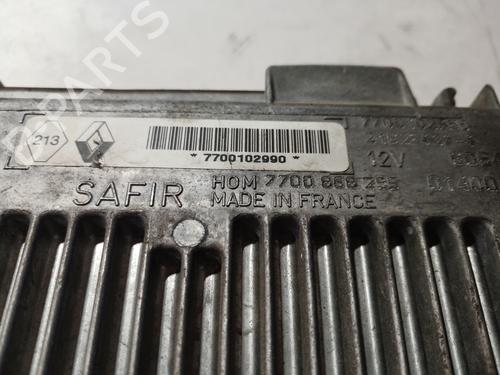 213
* 7700102990 *
12V
SAFIR
HOM 7700 868 295
MADE IN FRANCE
B-PARTS